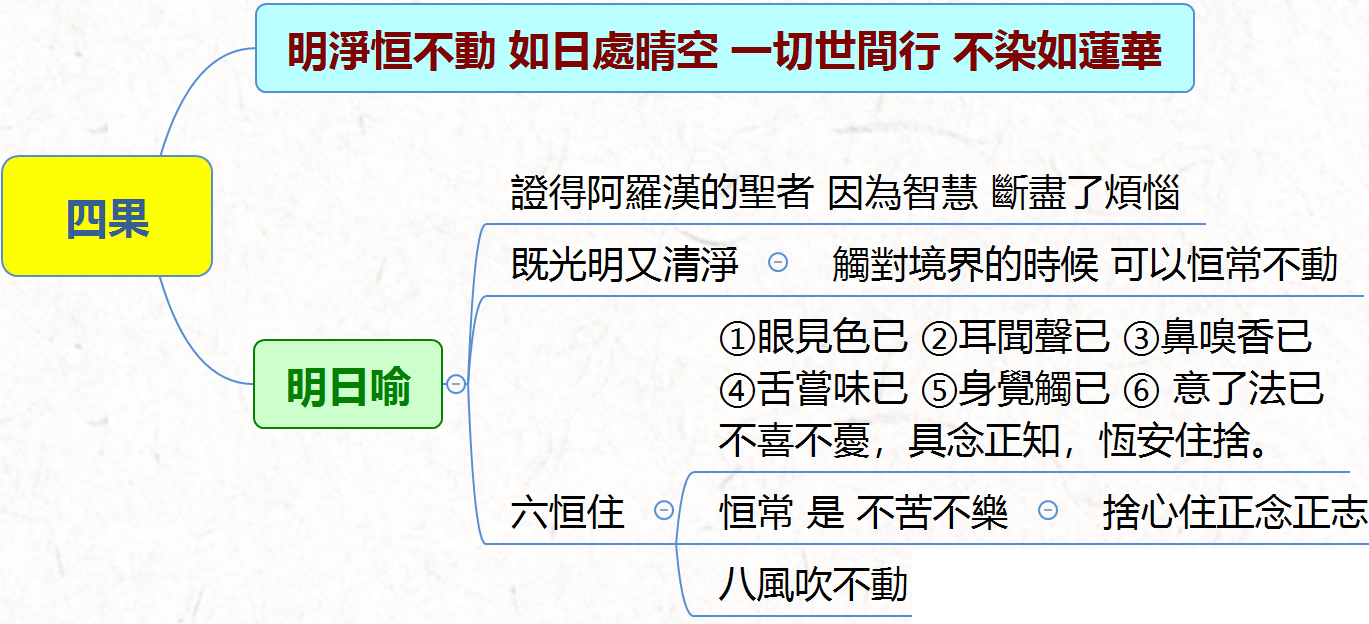 明淨恒不動 如日處晴空 一切世間行 不染如蓮華
四果
證得阿羅漢的聖者 因為智慧 斷盡了煩惱
既光明又清淨
觸對境界的時候 可以恒常不動
明日喻
①眼見色已 ②耳聞聲已 ③鼻嗅香已
④舌嘗味已 ⑤身覺觸已 ⑥ 意了法已
不喜不憂，具念正知，恆安住捨。
六恒住
恒常 是 不苦不樂
捨心住正念正志
八風吹不動